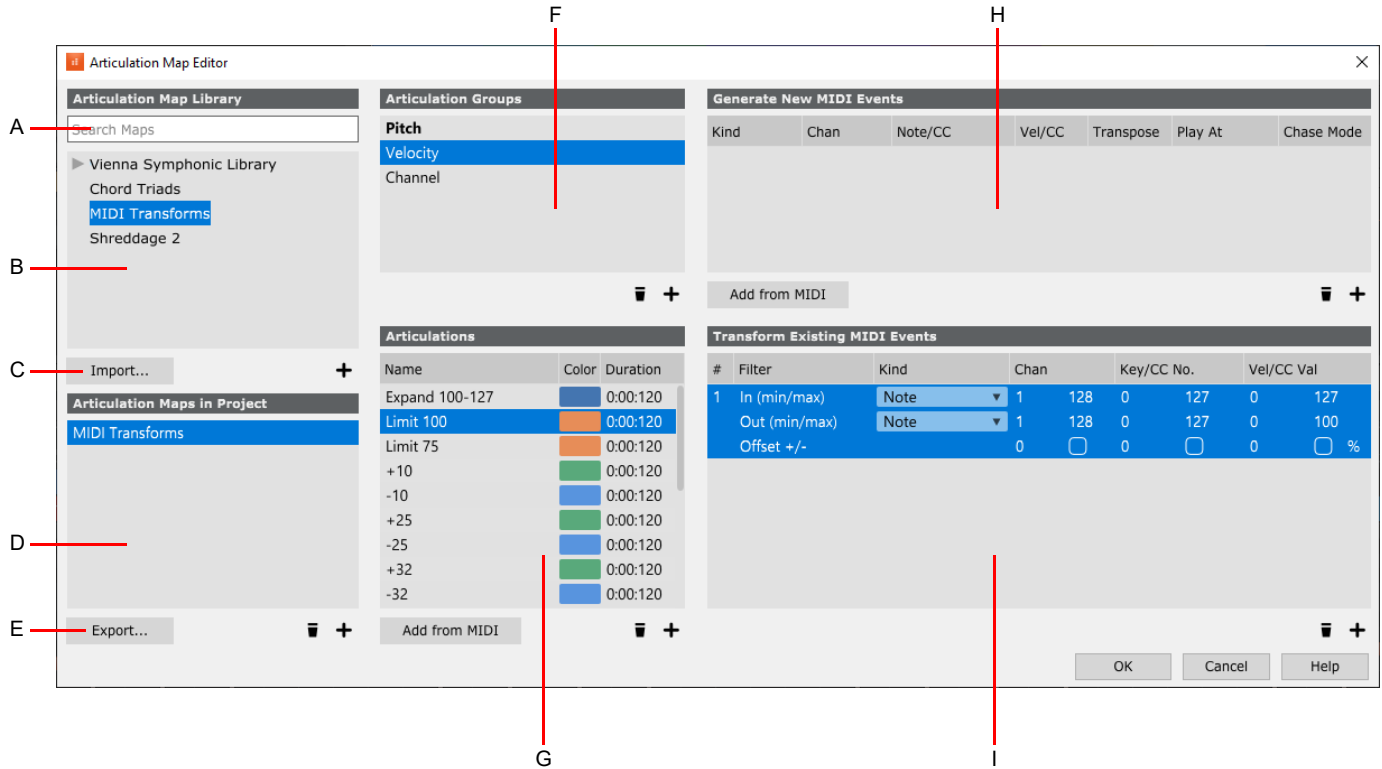 F
H
Articulation Map Editor
Articulation Map Library
Articulation Groups
Generate New MIDI Events
A
Search Maps
Pitch
Velocity
Channel
Kind Chan Note/CC Vel/CC Transpose Play At Chase Mode
Vienna Symphonic Library
Chord Triads
MIDI Transforms
Shreddage 2
B
Add from MIDI
Articulations
Transform Existing MIDI Events
C
Import...
Name Color Duration
# Filter Kind Chan Key/CC No. Vel/CC Val
Articulation Maps in Project
MIDI Transforms
Expand 100-127 0:00:120
Limit 100 0:00:120
Limit 75 0:00:120
+10 0:00:120
-10 0:00:120
+25 0:00:120
-25 0:00:120
+32 0:00:120
-32 0:00:120
1 In (min/max) Note 1 128 0 127 0 127
Out (min/max) Note 1 128 0 127 0 100
Offset +/- 0 0 0 %
D
E
Export...
Add from MIDI
OK Cancel Help
G
I